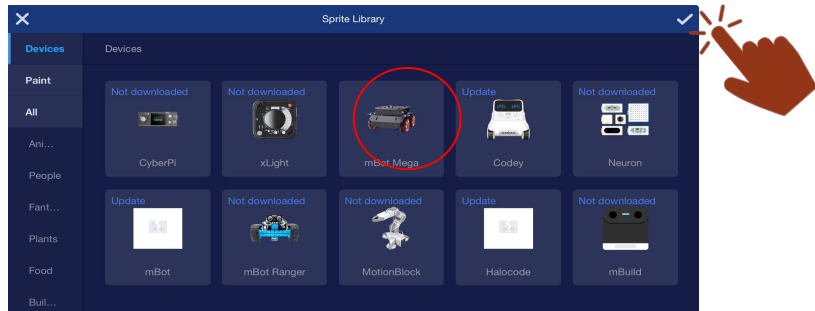 Sprite Library
Devices
Devices
Paint
All
Ani...
People
Fant...
Plants
Food
Buil...
Not downloaded
Not downloaded
Update
Not downloaded
CyberPi
xLight
mBot Mega
Codey
Neuron
Update
Not downloaded
Not downloaded
Update
Not downloaded
mBot
mBot Ranger
MotionBlock
Halocode
mBuild